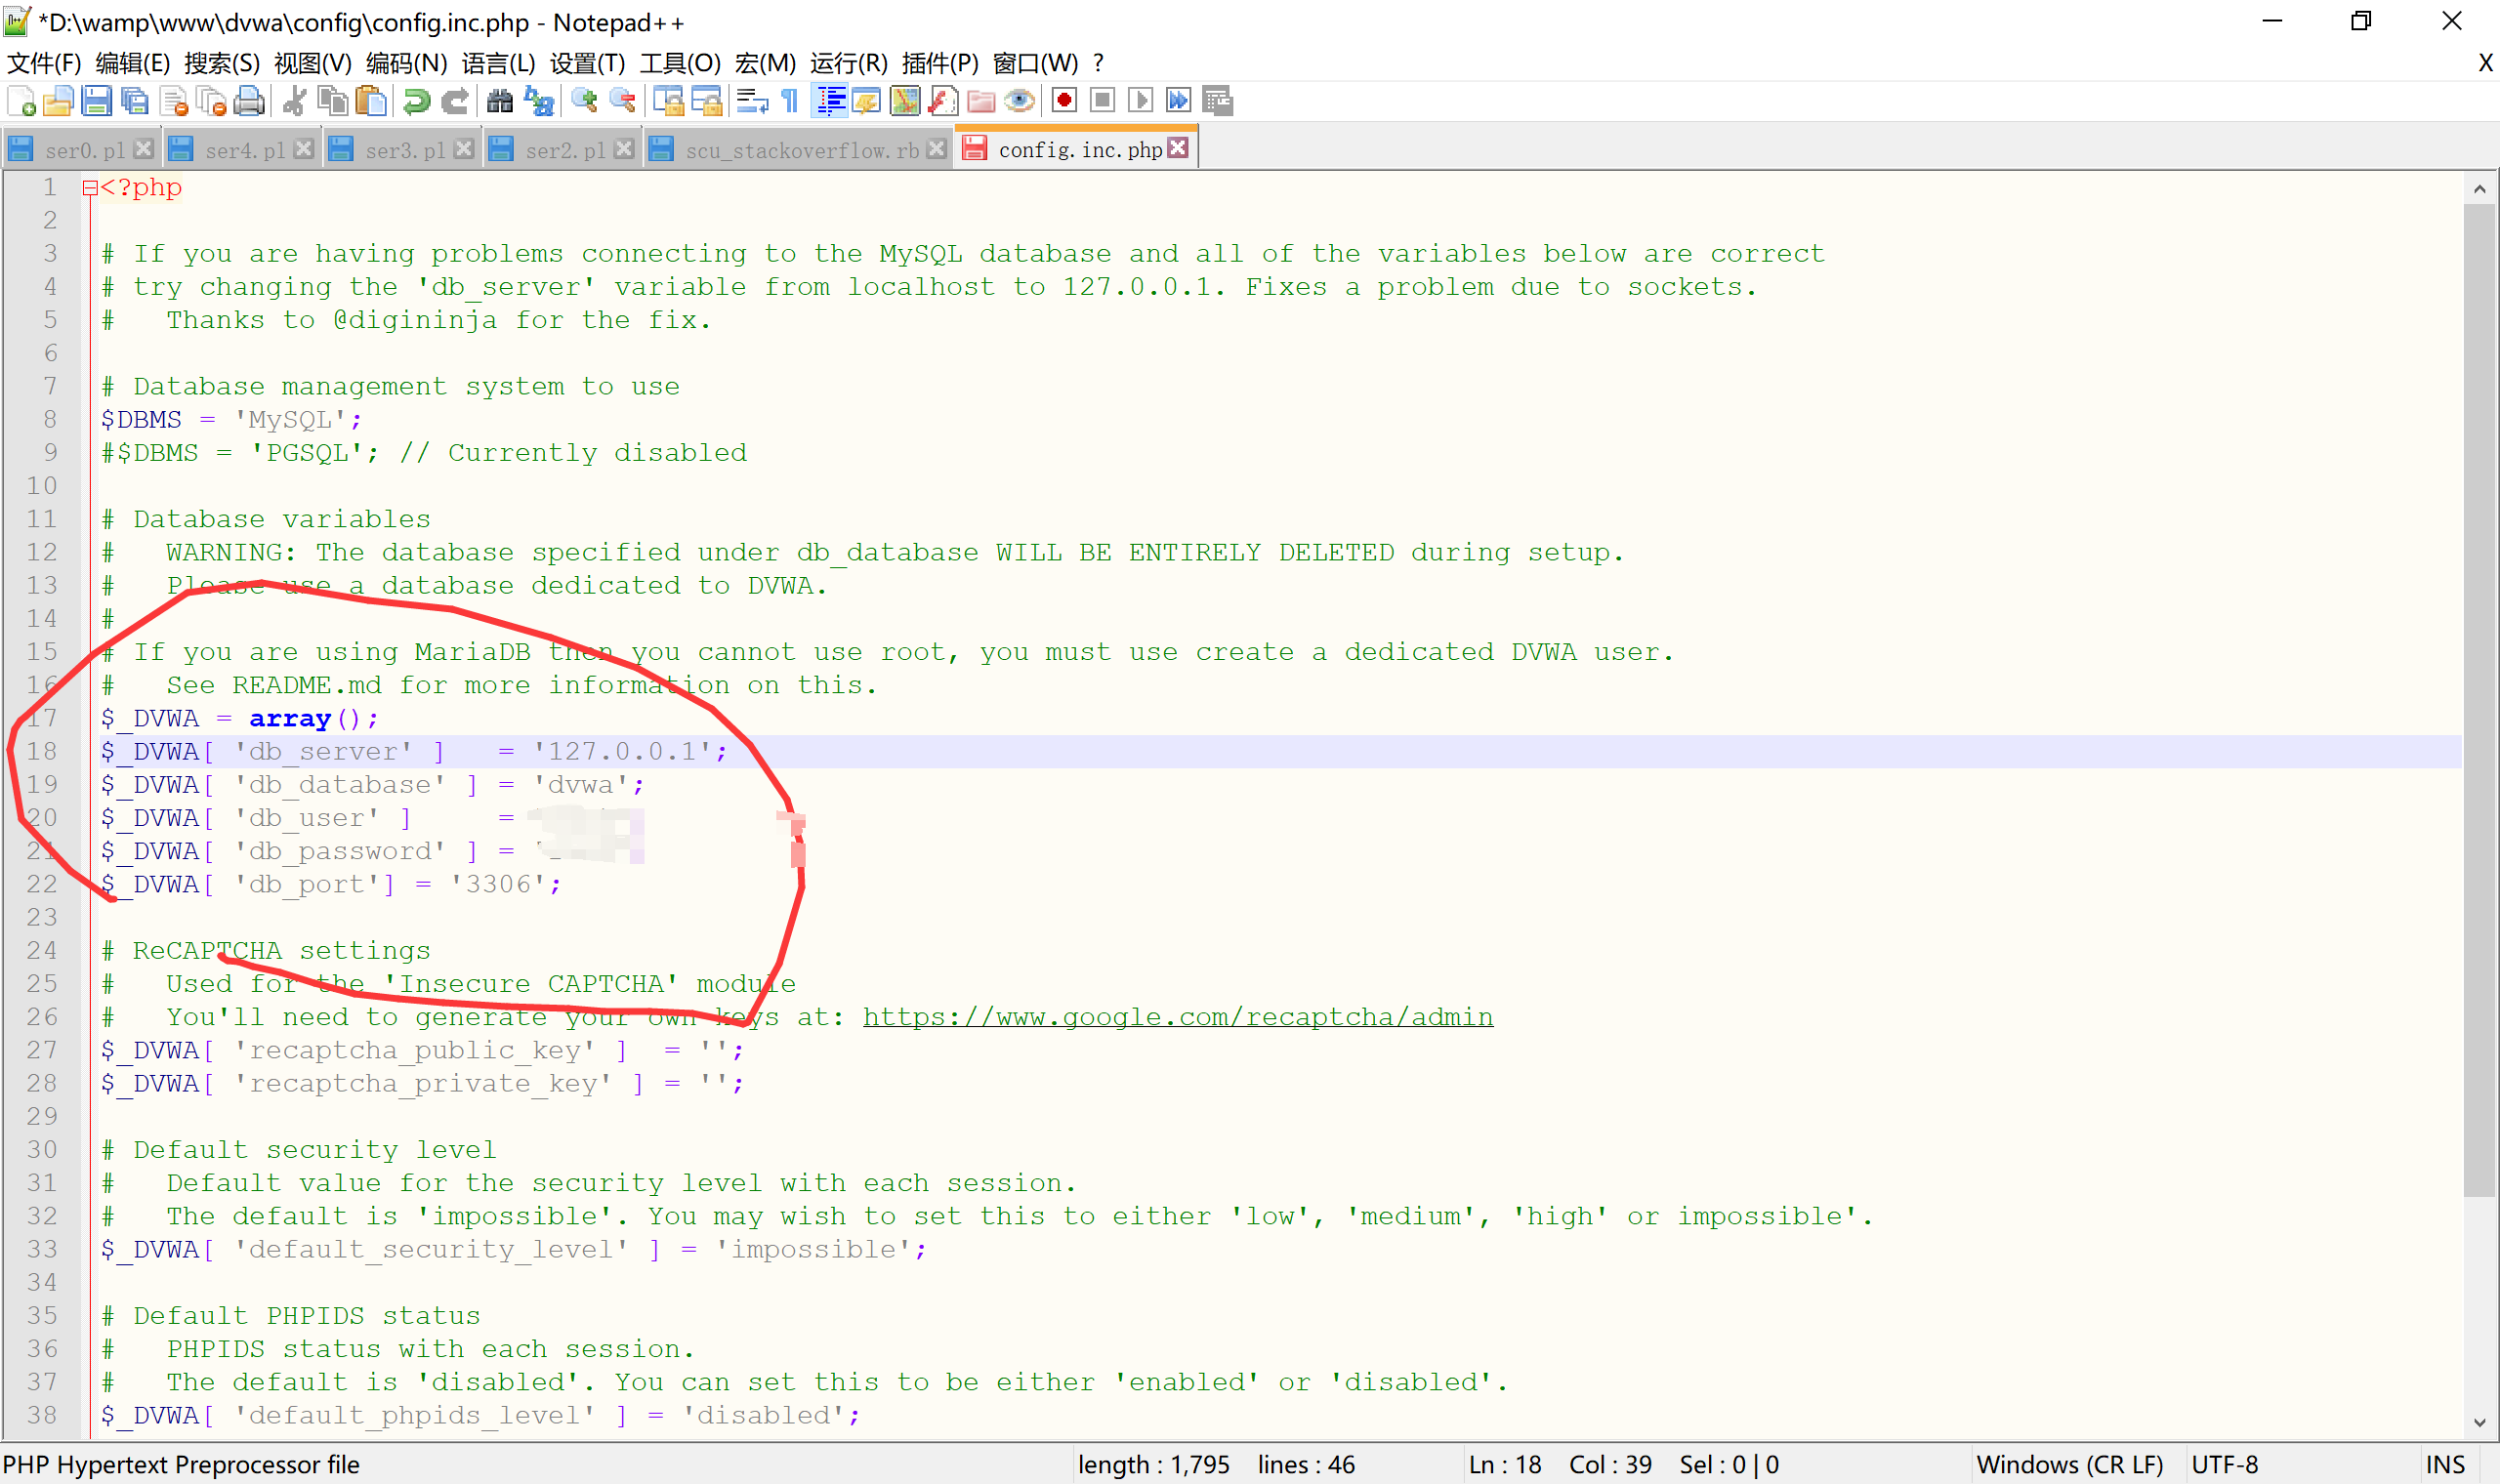 *D:\wamp\www\dvwa\config\config.inc.php - Notepad++
文件(F) 编辑(E) 搜索(S) 视图(V) 编码(N) 语言(L) 设置(T) 工具(O) 宏(M) 运行(R) 插件(P) 窗口(W) ? X
ser0.pl ser4.pl ser3.pl ser2.pl scu_stackoverflow.rb config.inc.php
1 <?php
2
3 # If you are having problems connecting to the MySQL database and all of the variables below are correct
4 # try changing the 'db_server' variable from localhost to 127.0.0.1. Fixes a problem due to sockets.
5 #   Thanks to @digininja for the fix.
6
7 # Database management system to use
8 $DBMS = 'MySQL';
9 #$DBMS = 'PGSQL'; // Currently disabled
10
11 # Database variables
12 #   WARNING: The database specified under db_database WILL BE ENTIRELY DELETED during setup.
13 #   Please use a database dedicated to DVWA.
14 #
15 # If you are using MariaDB then you cannot use root, you must use create a dedicated DVWA user.
16 #   See README.md for more information on this.
17 $_DVWA = array();
18 $_DVWA[ 'db_server' ]   = '127.0.0.1';
19 $_DVWA[ 'db_database' ] = 'dvwa';
20 $_DVWA[ 'db_user' ]     =
21 $_DVWA[ 'db_password' ] =
22 $_DVWA[ 'db_port'] = '3306';
23
24 # ReCAPTCHA settings
25 #   Used for the 'Insecure CAPTCHA' module
26 #   You'll need to generate your own keys at: https://www.google.com/recaptcha/admin
27 $_DVWA[ 'recaptcha_public_key' ]  = '';
28 $_DVWA[ 'recaptcha_private_key' ] = '';
29
30 # Default security level
31 #   Default value for the security level with each session.
32 #   The default is 'impossible'. You may wish to set this to either 'low', 'medium', 'high' or impossible'.
33 $_DVWA[ 'default_security_level' ] = 'impossible';
34
35 # Default PHPIDS status
36 #   PHPIDS status with each session.
37 #   The default is 'disabled'. You can set this to be either 'enabled' or 'disabled'.
38 $_DVWA[ 'default_phpids_level' ] = 'disabled';
PHP Hypertext Preprocessor file length : 1,795 lines : 46 Ln : 18 Col : 39 Sel : 0 | 0 Windows (CR LF) UTF-8 INS